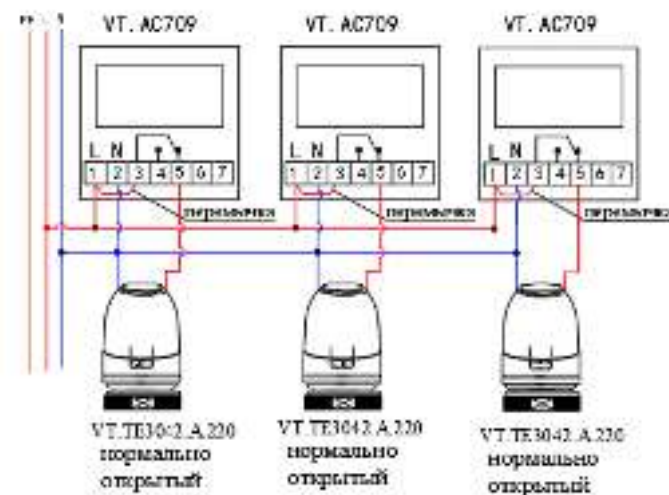 PE L N
VT. AC709
VT. AC709
VT. AC709
L N
1 2 3 4 5 6 7
L N
1 2 3 4 5 6 7
L N
1 2 3 4 5 6 7
перемычка
перемычка
перемычка
VT.TE3042.A.220
нормально
открытый
VT.TE3042.A.220
нормально
открытый
VT.TE3042.A.220
нормально
открытый